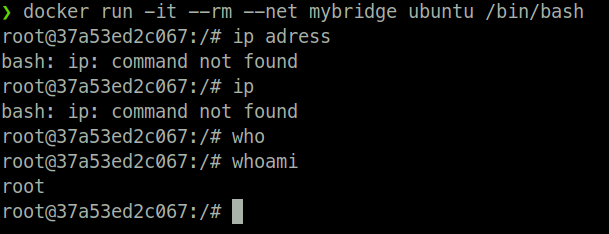 ❯ docker run -it --rm --net mybridge ubuntu /bin/bash
root@37a53ed2c067:/# ip adress
bash: ip: command not found
root@37a53ed2c067:/# ip
bash: ip: command not found
root@37a53ed2c067:/# who
root@37a53ed2c067:/# whoami
root
root@37a53ed2c067:/#